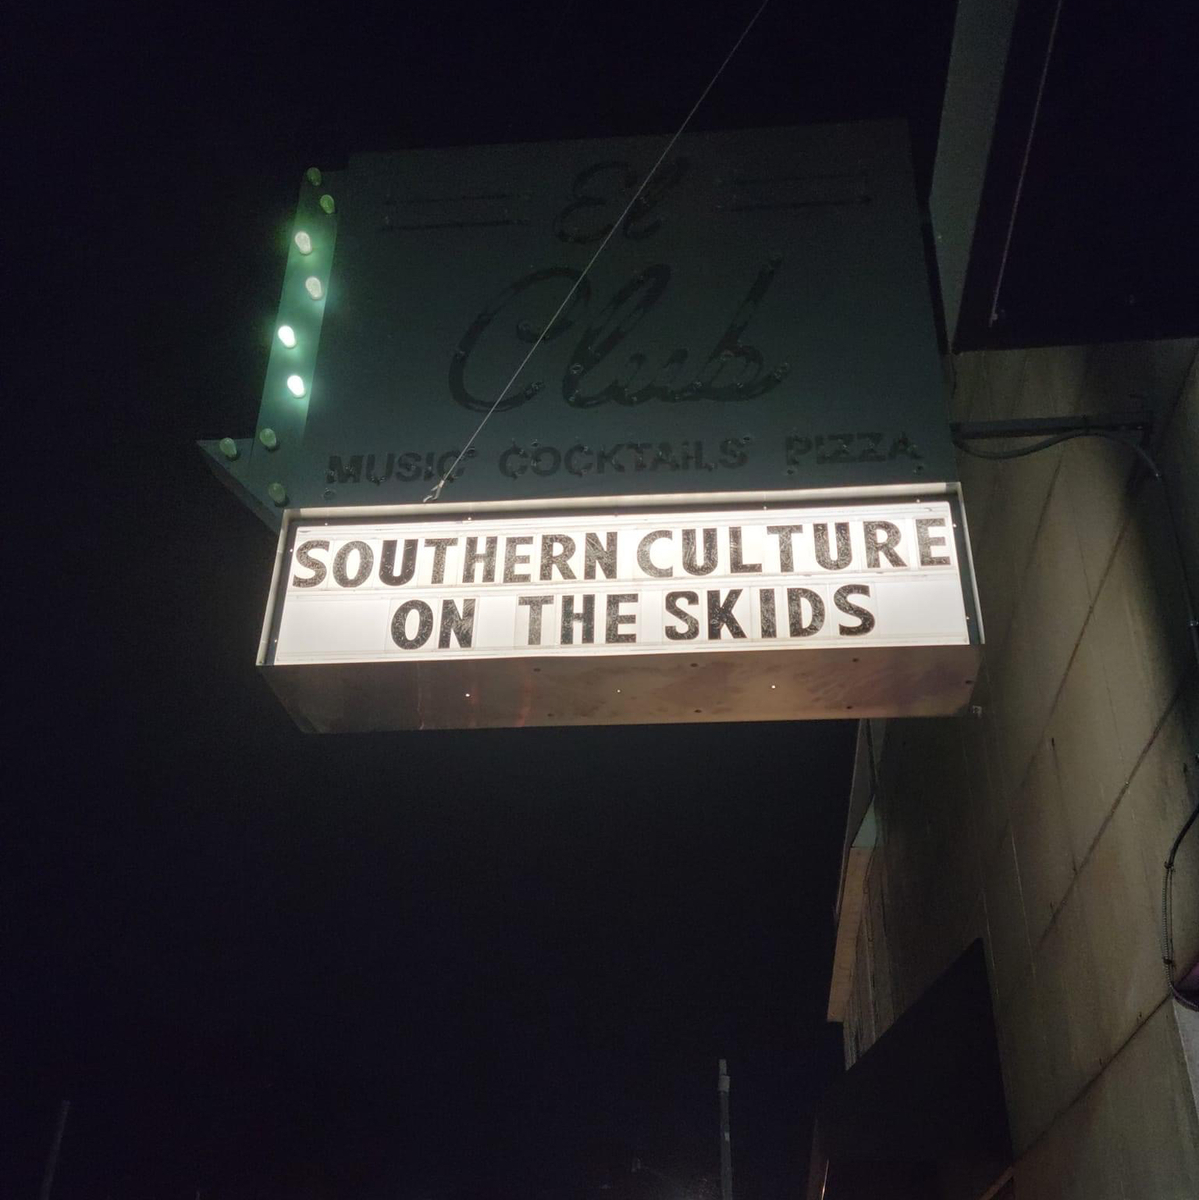 El
Club
MUSIC COCKTAILS PIZZA
SOUTHERN CULTURE
ON THE SKIDS